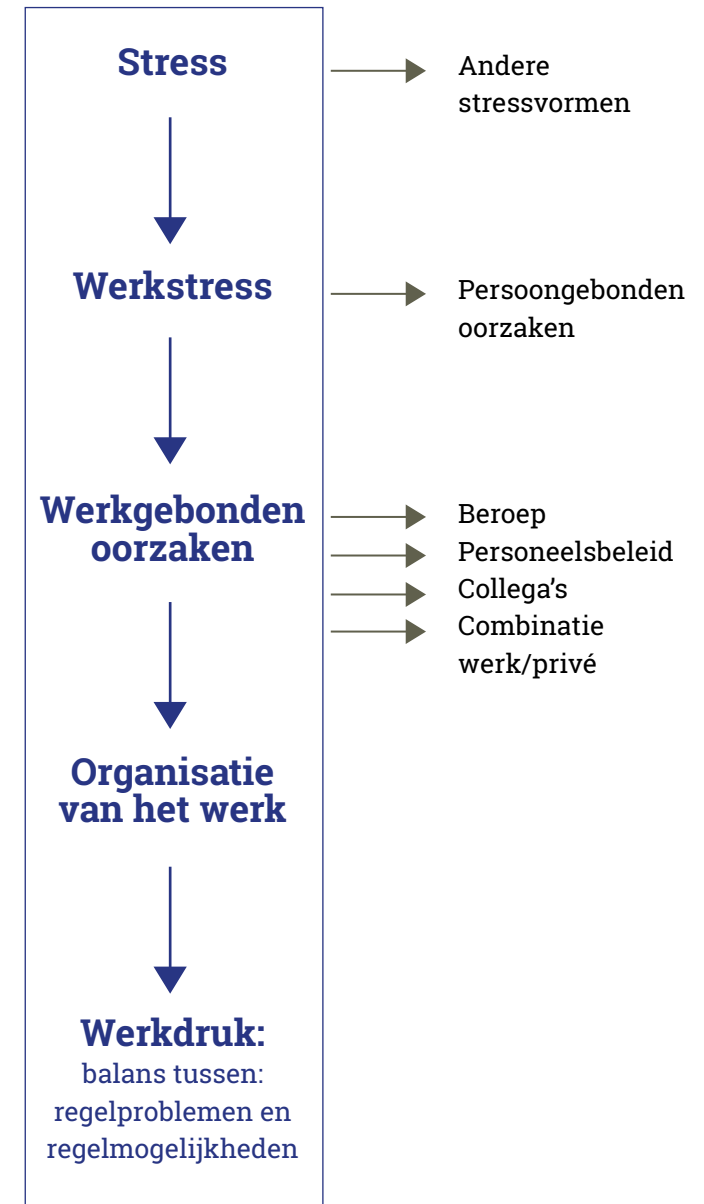 Stress
Andere
stressvormen
Werkstress
Persoongebonden
oorzaken
Werkgebonden
oorzaken
Beroep
Personeelsbeleid
Collega’s
Combinatie
werk/privé
Organisatie
van het werk
Werkdruk:
balans tussen:
regelproblemen en
regelmogelijkheden